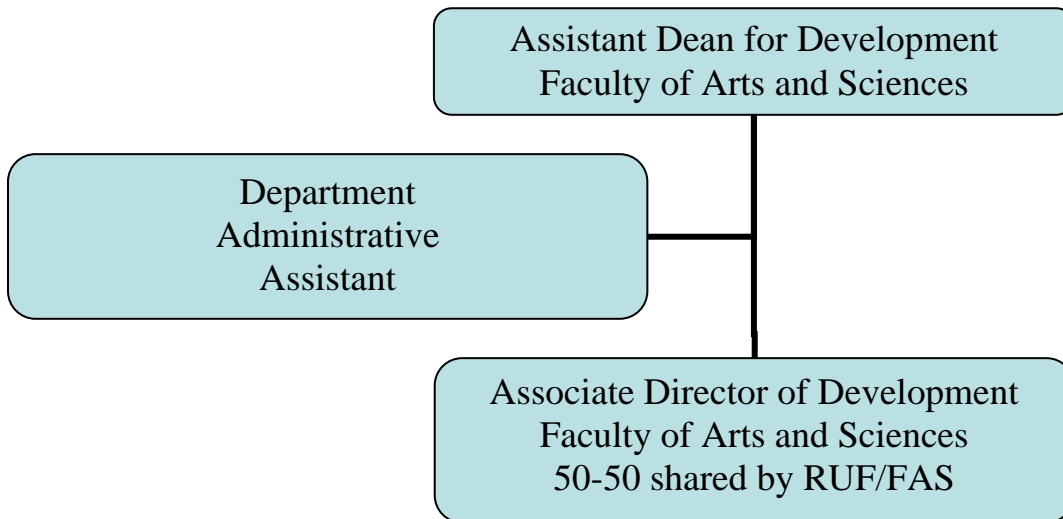 Assistant Dean for Development
Faculty of Arts and Sciences
Department
Administrative
Assistant
Associate Director of Development
Faculty of Arts and Sciences
50-50 shared by RUF/FAS